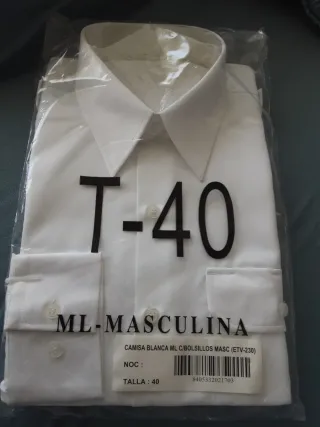 T-40
ML-MASCULINA
CAMISA BLANCA ML C/BOLSILLOS MASC (ETV-230)
NOC :
TALLA : 40